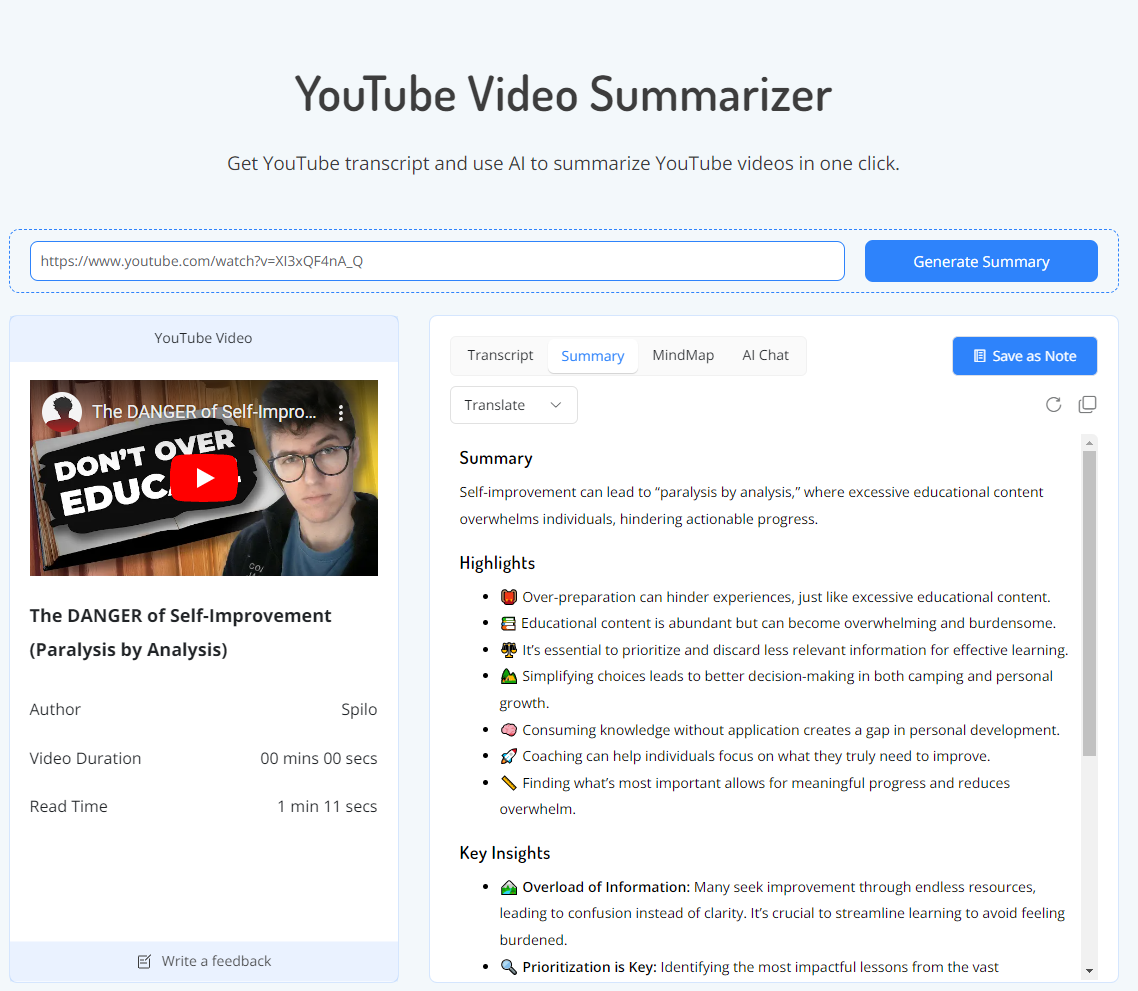 YouTube Video Summarizer
Get YouTube transcript and use AI to summarize YouTube videos in one click.
https://www.youtube.com/watch?v=XI3xQF4nA_Q
Generate Summary
YouTube Video
The DANGER of Self-Impro...
DON'T OVER
EDUCA
The DANGER of Self-Improvement
(Paralysis by Analysis)
Author
Spilo
Video Duration
00 mins 00 secs
Read Time
1 min 11 secs
Write a feedback
Transcript
Summary
MindMap
AI Chat
Save as Note
Translate
Summary
Self-improvement can lead to “paralysis by analysis,” where excessive educational content
overwhelms individuals, hindering actionable progress.
Highlights
Over-preparation can hinder experiences, just like excessive educational content.
Educational content is abundant but can become overwhelming and burdensome.
It’s essential to prioritize and discard less relevant information for effective learning.
Simplifying choices leads to better decision-making in both camping and personal
growth.
Consuming knowledge without application creates a gap in personal development.
Coaching can help individuals focus on what they truly need to improve.
Finding what’s most important allows for meaningful progress and reduces
overwhelm.
Key Insights
Overload of Information: Many seek improvement through endless resources,
leading to confusion instead of clarity. It’s crucial to streamline learning to avoid feeling
burdened.
Prioritization is Key: Identifying the most impactful lessons from the vast